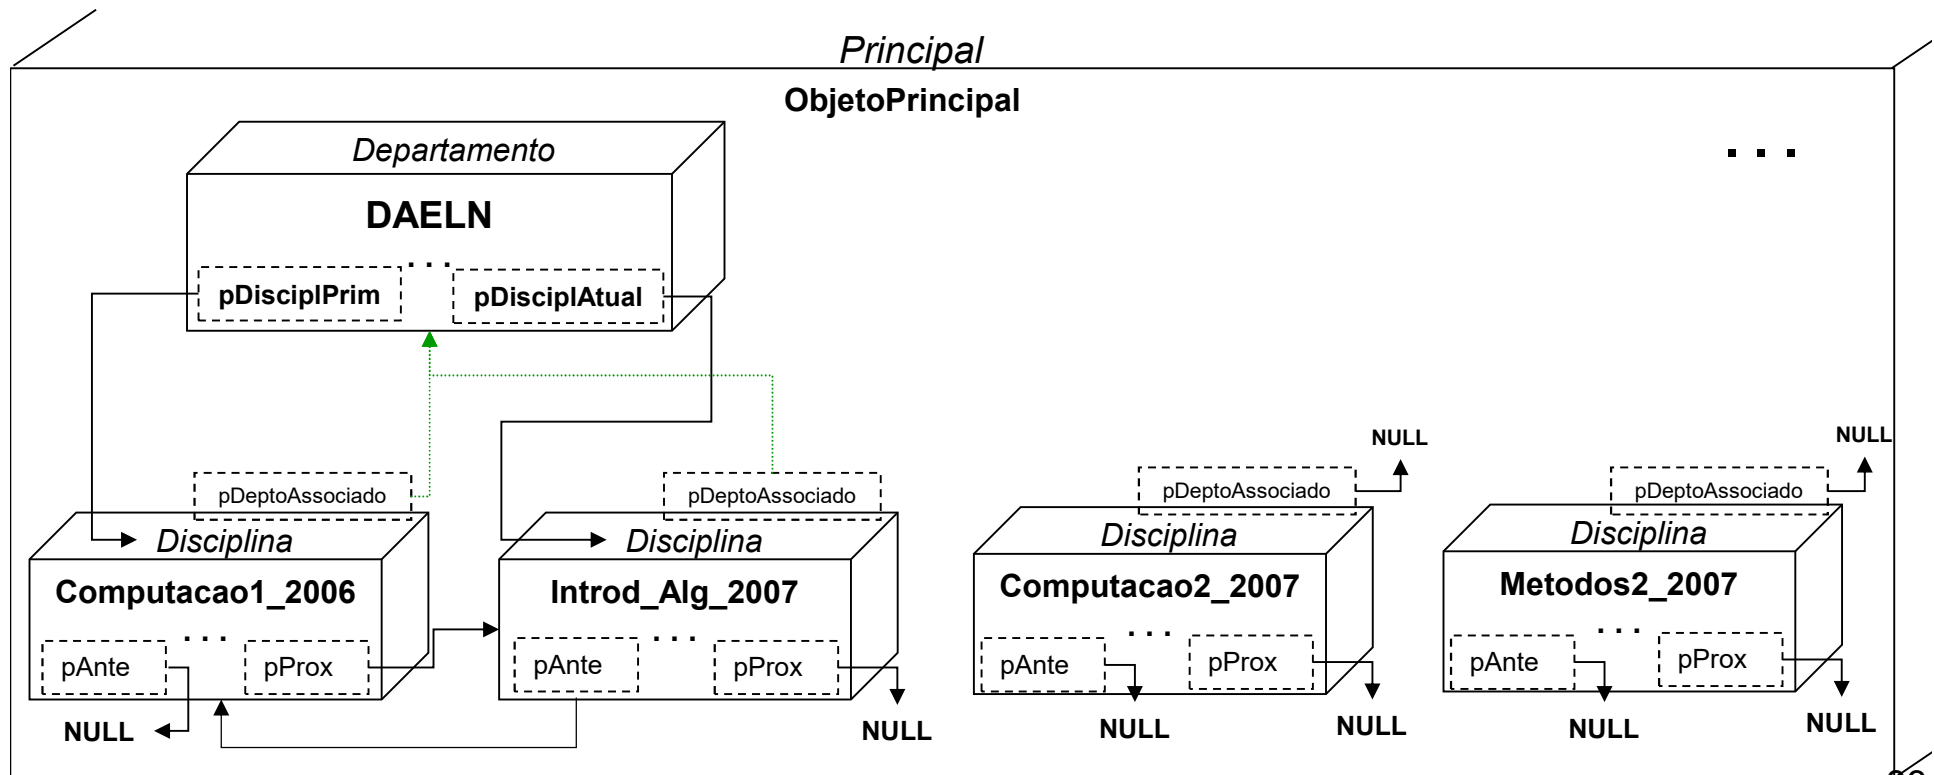 Principal
ObjetoPrincipal
Departamento
. . .
DAELN
. . .
pDisciplPrim
pDisciplAtual
NULL
NULL
pDeptoAssociado
pDeptoAssociado
pDeptoAssociado
pDeptoAssociado
Disciplina
Disciplina
Disciplina
Disciplina
Computacao1_2006
Introd_Alg_2007
Computacao2_2007
Metodos2_2007
. . .
. . .
. . .
. . .
pAnte
pProx
pAnte
pProx
pAnte
pProx
pAnte
pProx
NULL
NULL
NULL
NULL
NULL
NULL